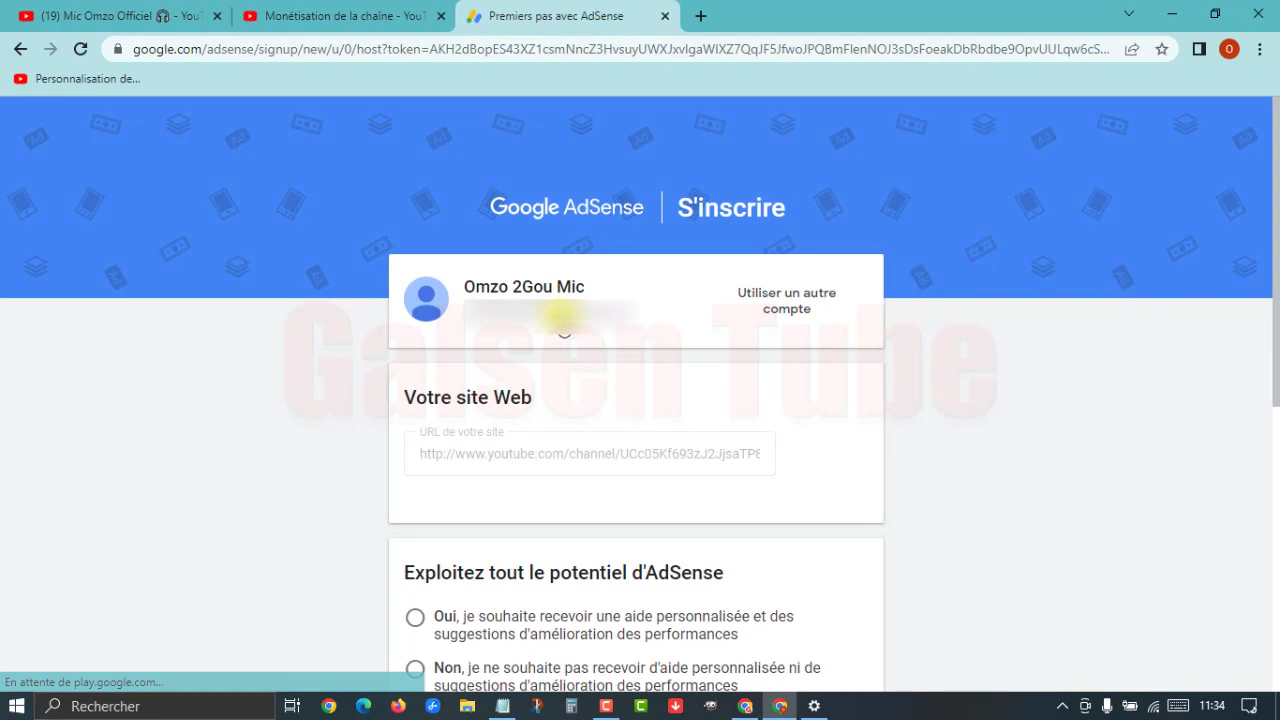 (19) Mic Omzo Officiel 🎧 - YouT
Monétisation de la chaîne - YouT
Premiers pas avec AdSense
google.com/adsense/signup/new/u/0/host?token=
O
Personnalisation de...
Google AdSense
S'inscrire
Omzo 2Gou Mic
Utiliser un autre
compte
Galsen Tube
Votre site Web
URL de votre site
http://www.youtube.com/channel/UCc05Kf693zJ2JjsaTP
Exploitez tout le potentiel d'AdSense
Oui, je souhaite recevoir une aide personnalisée et des
suggestions d'amélioration des performances
Non, je ne souhaite pas recevoir d'aide personnalisée ni de
suggestions d'amélioration des performances
En attente de play.google.com...
Rechercher
11:34